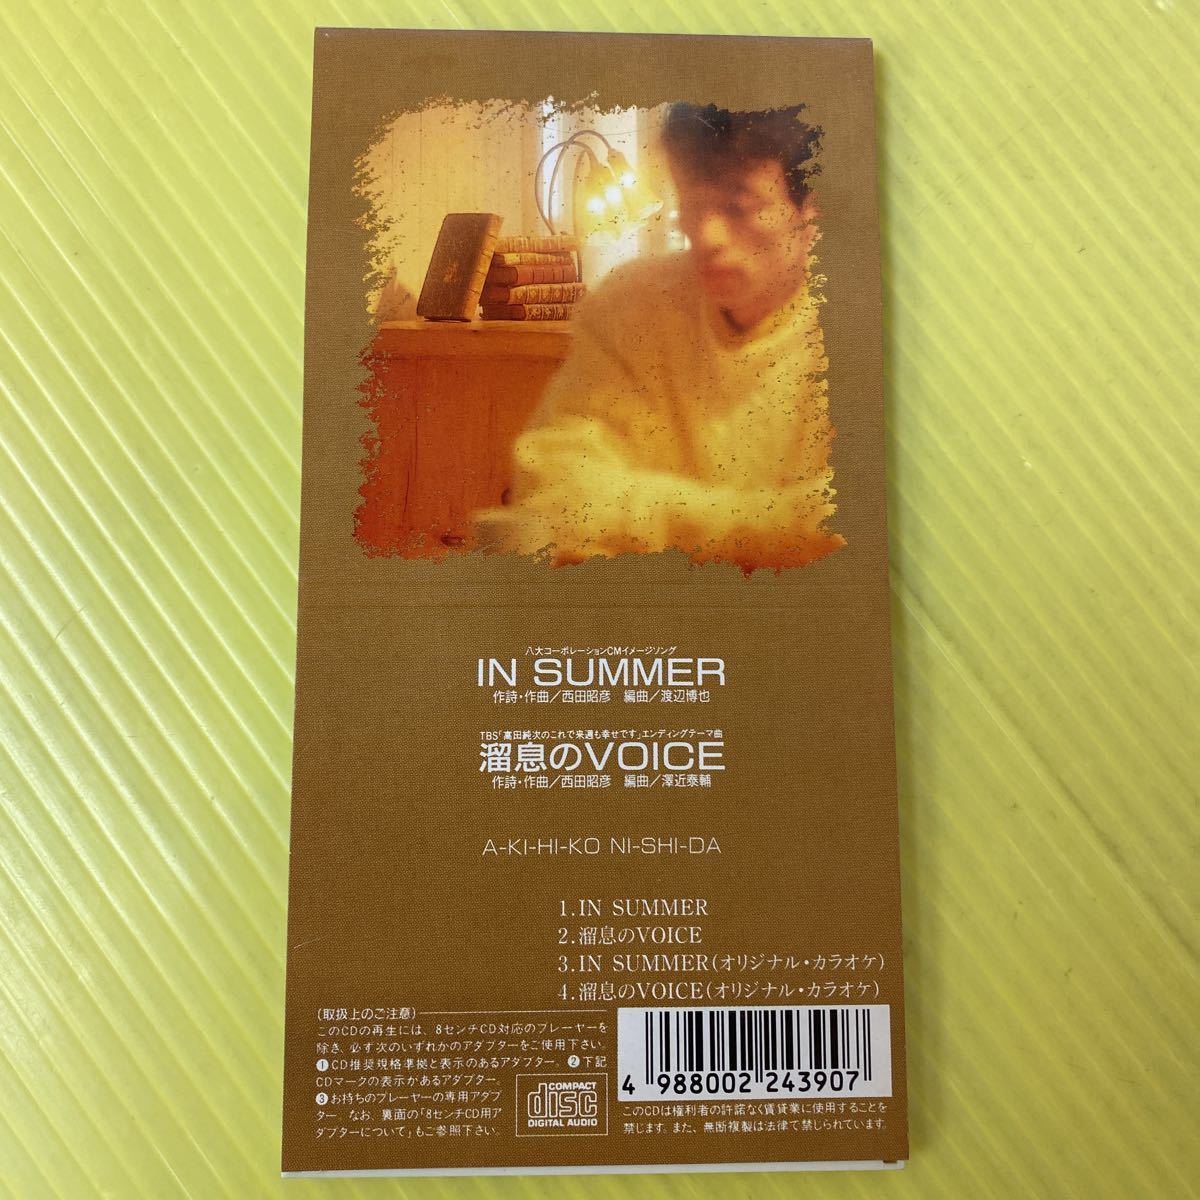 八大コーポレーションCMイメージソング
IN SUMMER
作詩・作曲／西田昭彦　編曲／渡辺博也
TBS「高田純次のこれで来週も幸せです」エンディングテーマ曲
溜息のVOICE
作詩・作曲／西田昭彦　編曲／澤近泰輔
A-KI-HI-KO NI-SHI-DA
1.IN SUMMER
2.溜息のVOICE
3.IN SUMMER(オリジナル・カラオケ)
4.溜息のVOICE(オリジナル・カラオケ)
(取扱上のご注意)
このCDの再生には、8センチCD対応のプレーヤーを
除き、必ず次のいずれかのアダプターをご使用下さい。
❶CD推奨規格準拠と表示のあるアダプター。❷下記
CDマークの表示があるアダプター。
❸お持ちのプレーヤーの専用アダプ
ター。なお、裏面の「8センチCD用ア
ダプターについて」もご参照下さい。
COMPACT
disc
DIGITAL AUDIO
4 988002 243907
このCDは権利者の許諾なく賃貸業に使用することを
禁じます。また、無断複製は法律で禁じられています。